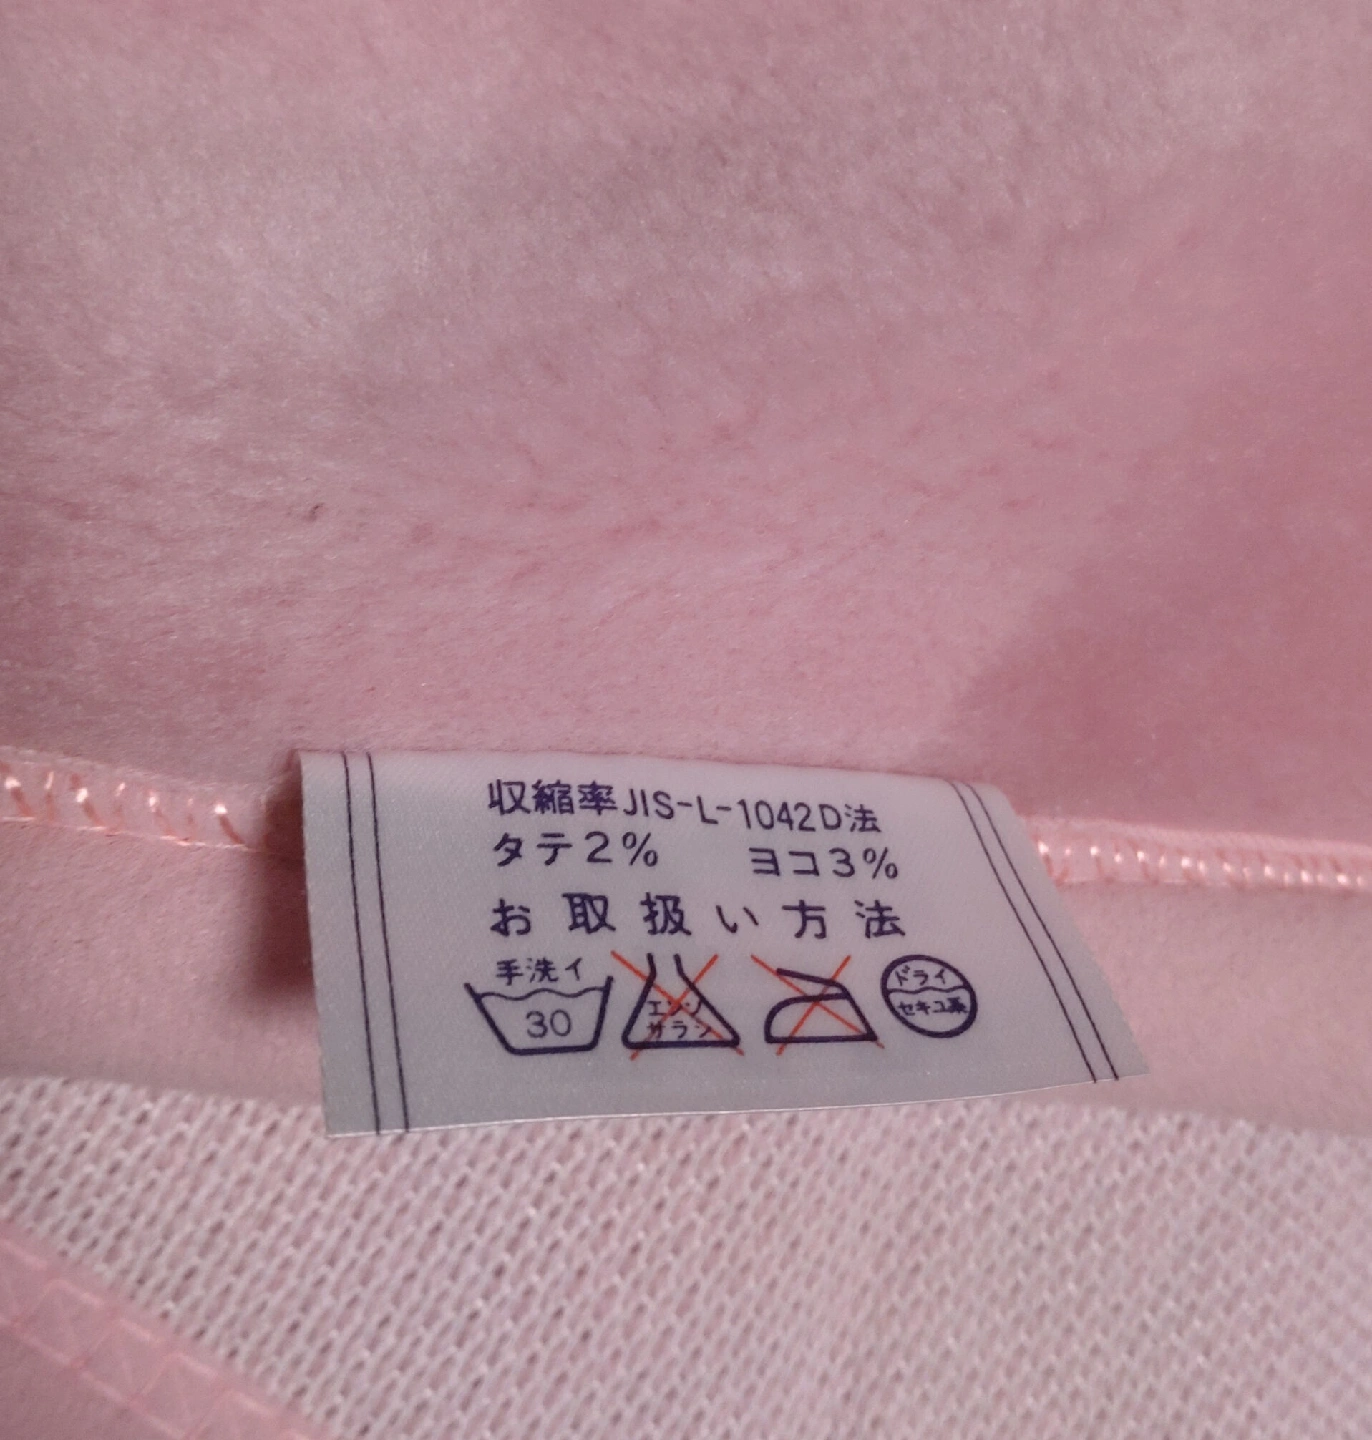 収縮率JIS-L-1042D法
タテ2% ヨコ3%
お取扱い方法
手洗イ
30
エンソ
サラシ
ドライ
セキユ系